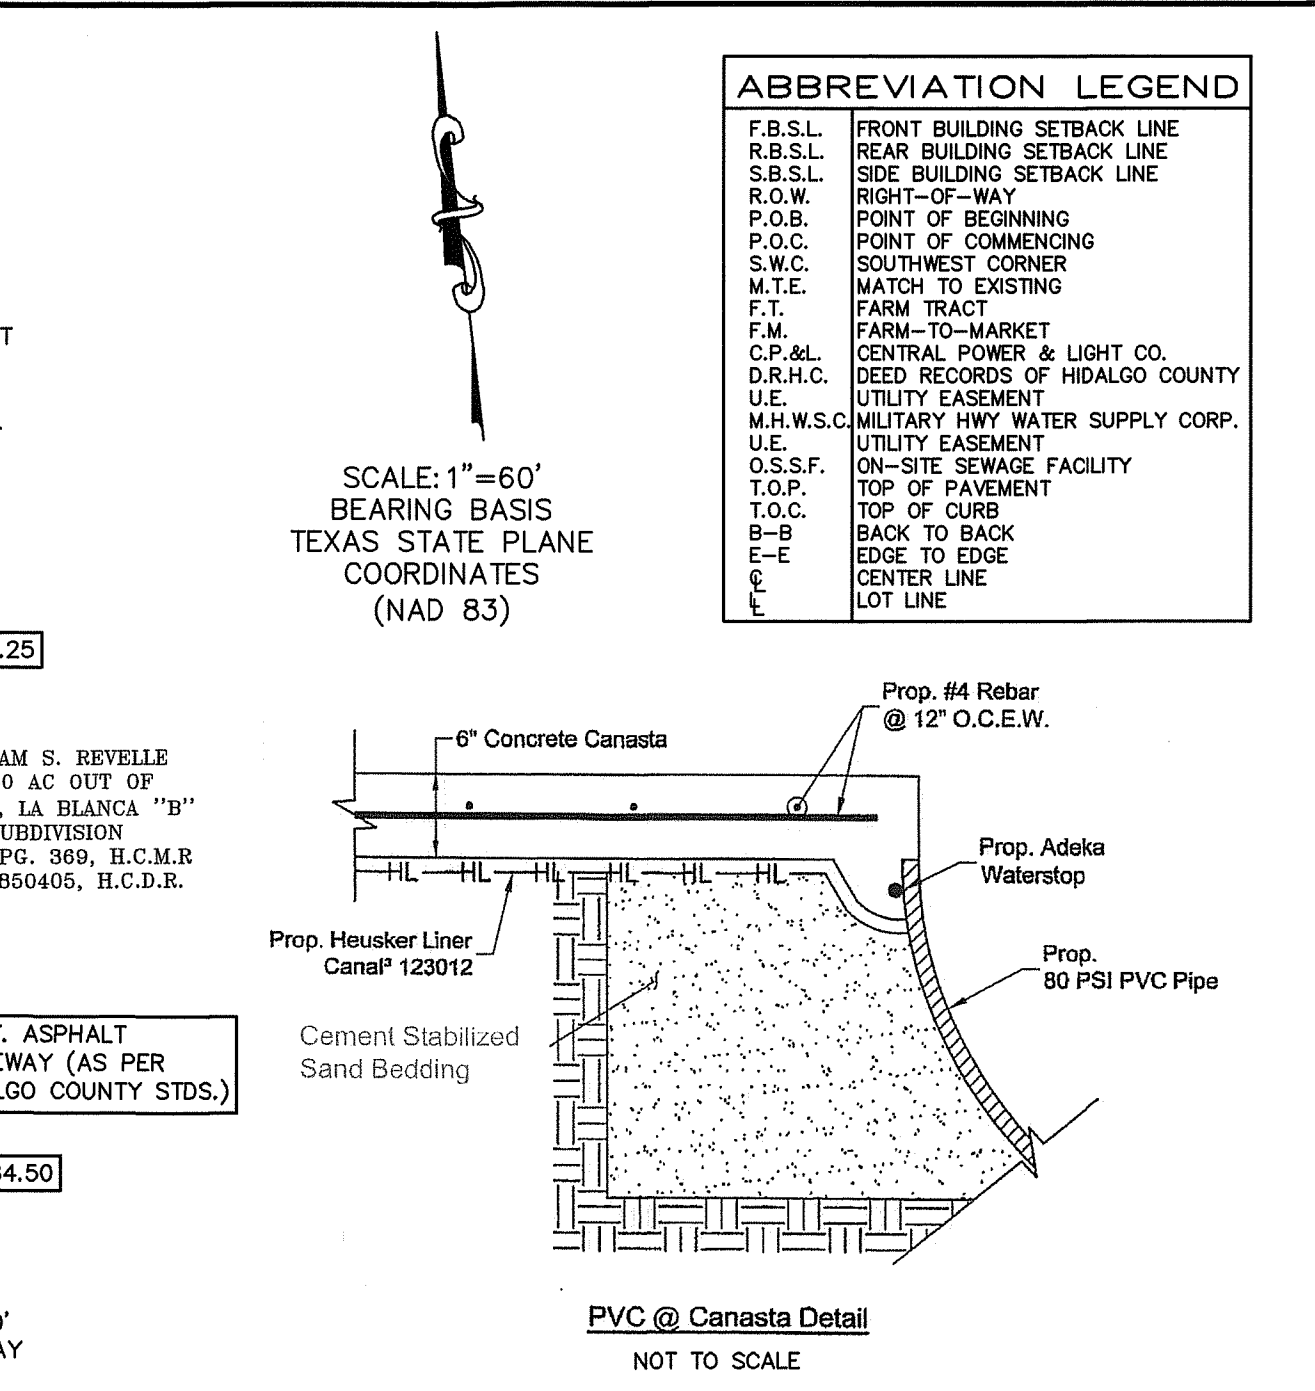 ABBREVIATION LEGEND
F.B.S.L. FRONT BUILDING SETBACK LINE
R.B.S.L. REAR BUILDING SETBACK LINE
S.B.S.L. SIDE BUILDING SETBACK LINE
R.O.W. RIGHT-OF-WAY
P.O.B. POINT OF BEGINNING
P.O.C. POINT OF COMMENCING
S.W.C. SOUTHWEST CORNER
M.T.E. MATCH TO EXISTING
F.T. FARM TRACT
F.M. FARM-TO-MARKET
C.P.&L. CENTRAL POWER & LIGHT CO.
D.R.H.C. DEED RECORDS OF HIDALGO COUNTY
U.E. UTILITY EASEMENT
M.H.W.S.C. MILITARY HWY WATER SUPPLY CORP.
U.E. UTILITY EASEMENT
O.S.S.F. ON-SITE SEWAGE FACILITY
T.O.P. TOP OF PAVEMENT
T.O.C. TOP OF CURB
B-B BACK TO BACK
E-E EDGE TO EDGE
℄ CENTER LINE
LOT LINE
T
SCALE: 1"=60'
BEARING BASIS
TEXAS STATE PLANE
COORDINATES
(NAD 83)
.25
AM S. REVELLE
0 AC OUT OF
, LA BLANCA "B"
UBDIVISION
PG. 369, H.C.M.R
850405, H.C.D.R.
Prop. #4 Rebar
@ 12" O.C.E.W.
6" Concrete Canasta
Prop. Adeka
Waterstop
HL HL HL HL HL HL
Prop. Heusker Liner
Canal³ 123012
Prop.
80 PSI PVC Pipe
Cement Stabilized
Sand Bedding
. ASPHALT
EWAY (AS PER
LGO COUNTY STDS.)
4.50
'
AY
PVC @ Canasta Detail
NOT TO SCALE